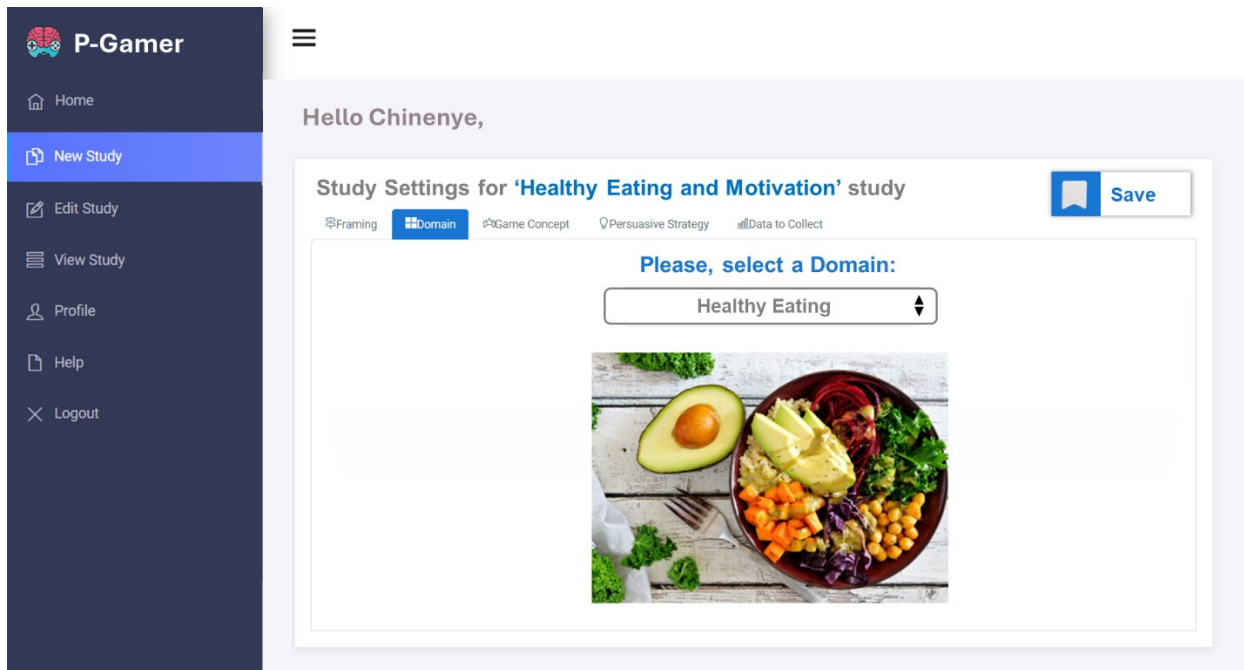 P-Gamer
Home
New Study
Edit Study
View Study
Profile
Help
Logout
Hello Chinenye,
Study Settings for ‘Healthy Eating and Motivation’ study
Save
Framing Domain Game Concept Persuasive Strategy Data to Collect
Please, select a Domain:
Healthy Eating